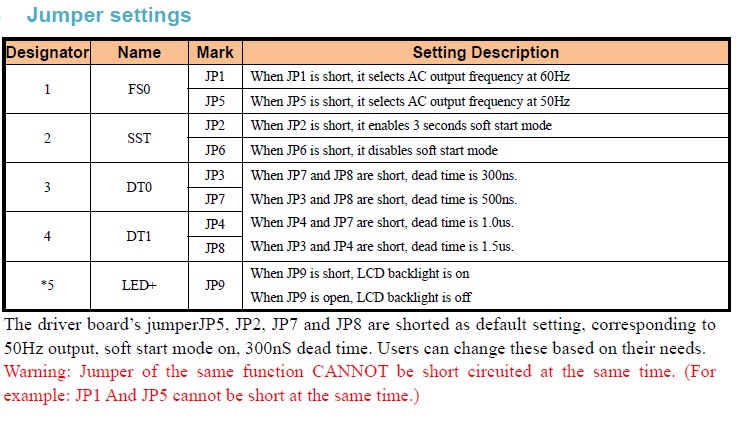 Jumper settings
Designator Name Mark Setting Description
1 FS0 JP1 When JP1 is short, it selects AC output frequency at 60Hz
JP5 When JP5 is short, it selects AC output frequency at 50Hz
2 SST JP2 When JP2 is short, it enables 3 seconds soft start mode
JP6 When JP6 is short, it disables soft start mode
3 DT0 JP3 When JP7 and JP8 are short, dead time is 300ns.
JP7 When JP3 and JP8 are short, dead time is 500ns.
4 DT1 JP4 When JP4 and JP7 are short, dead time is 1.0us.
JP8 When JP3 and JP4 are short, dead time is 1.5us.
*5 LED+ JP9 When JP9 is short, LCD backlight is on
When JP9 is open, LCD backlight is off
The driver board’s jumperJP5, JP2, JP7 and JP8 are shorted as default setting, corresponding to
50Hz output, soft start mode on, 300nS dead time. Users can change these based on their needs.
Warning: Jumper of the same function CANNOT be short circuited at the same time. (For
example: JP1 And JP5 cannot be short at the same time.)